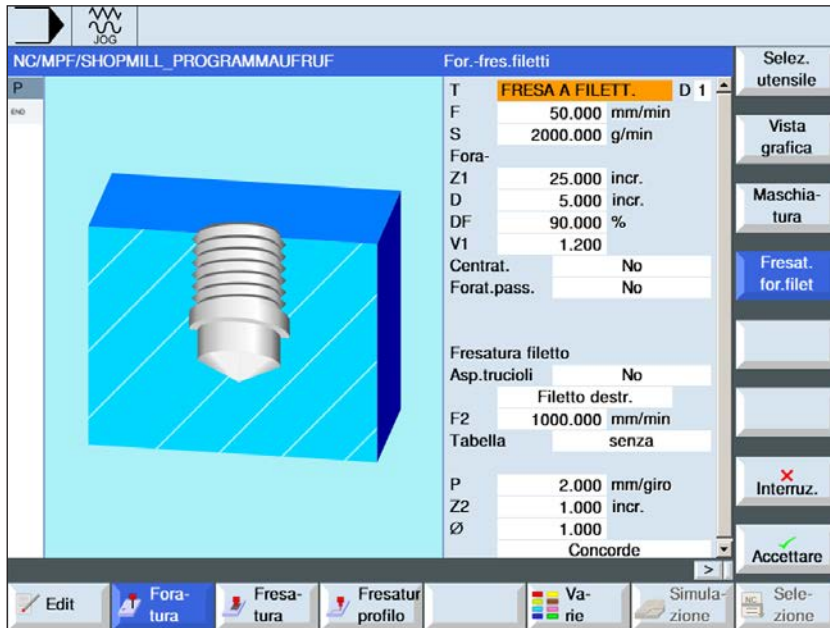 JOG
NC/MPF/SHOPMILL_PROGRAMMAUFRUF
For.-fres.filetti
P
END
T FRESA A FILETT. D 1
F 50.000 mm/min
S 2000.000 g/min
Fora-
Z1 25.000 incr.
D 5.000 incr.
DF 90.000 %
V1 1.200
Centrat. No
Forat.pass. No
Fresatura filetto
Asp.trucioli No
Filetto destr.
F2 1000.000 mm/min
Tabella senza
P 2.000 mm/giro
Z2 1.000 incr.
Ø 1.000
Concorde
>
Selez.
utensile
Vista
grafica
Maschia-
tura
Fresat.
for.filet
Interruz.
Accettare
Edit
Fora-
tura
Fresa-
tura
Fresatur
profilo
Va-
rie
Simula-
zione
NC
Sele-
zione